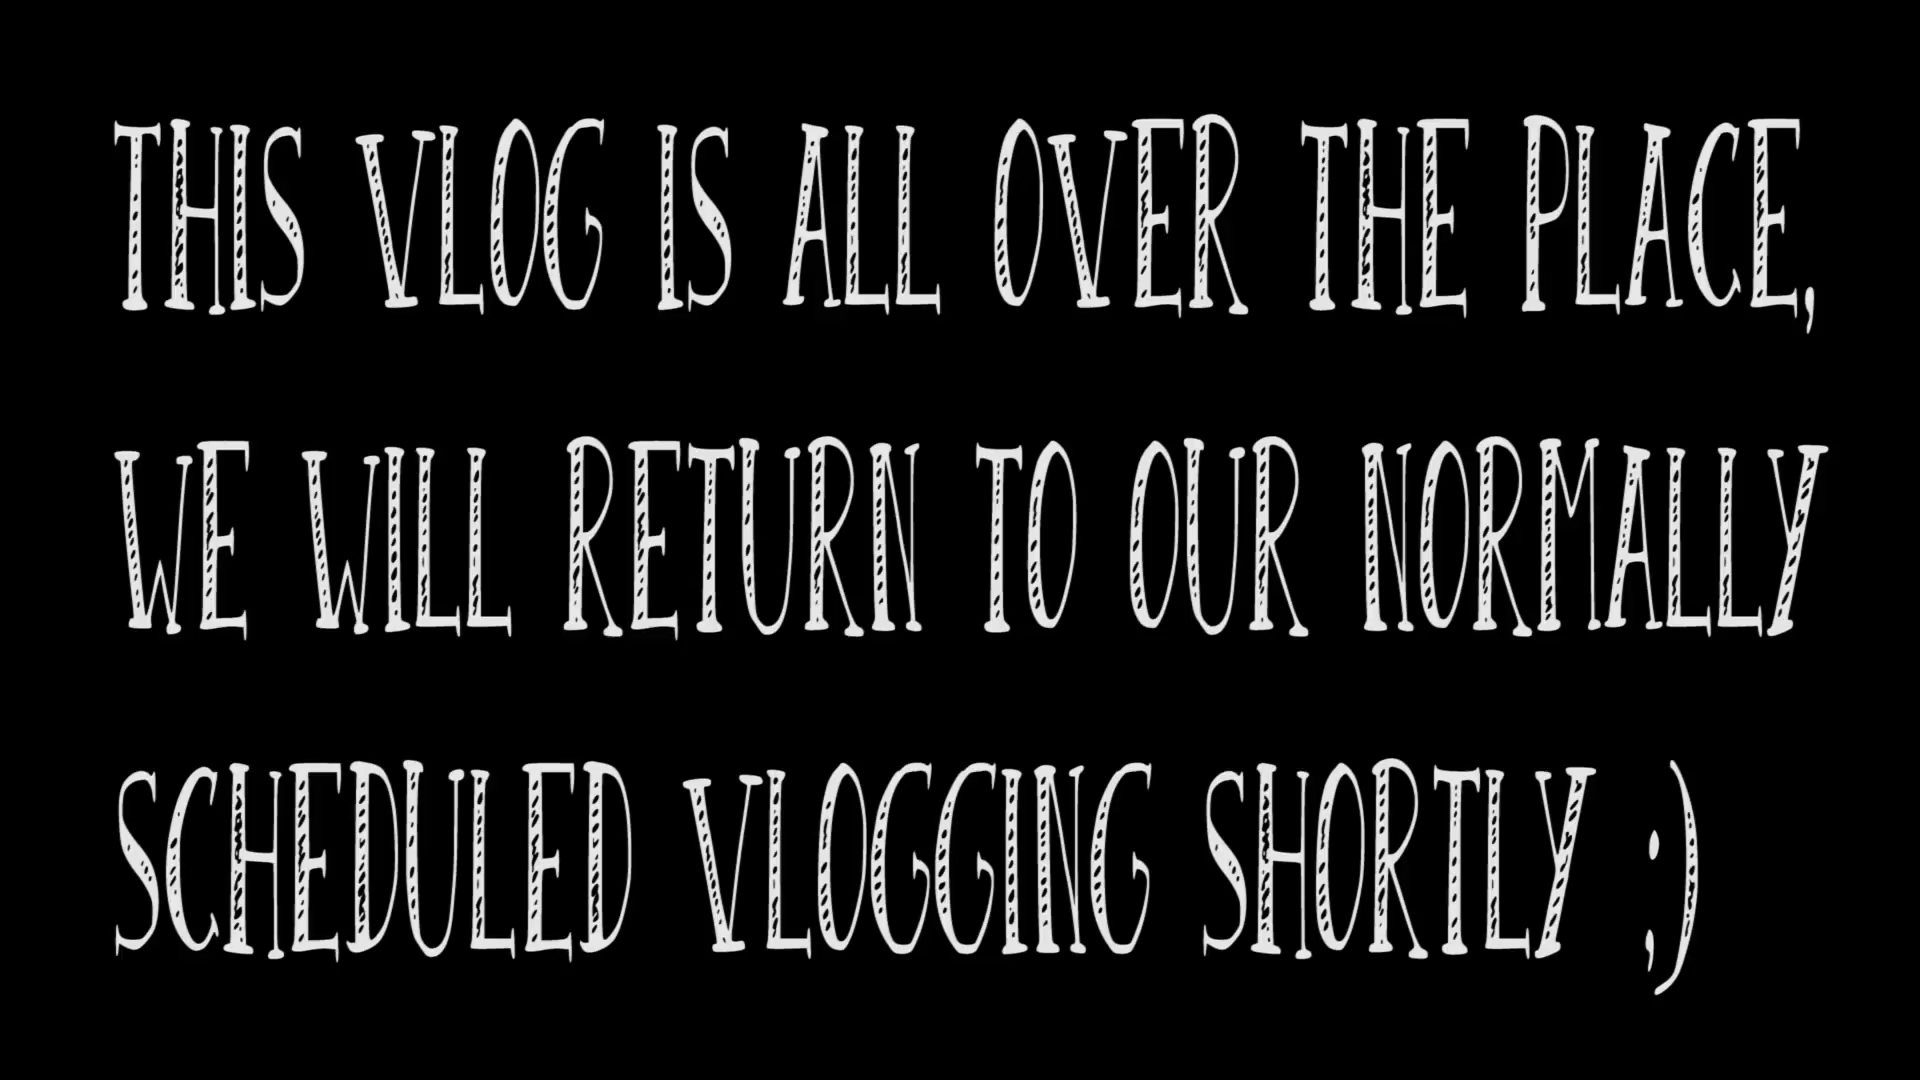 THIS VLOG IS ALL OVER THE PLACE,
WE WILL RETURN TO OUR NORMALLY
SCHEDULED VLOGGING SHORTLY ;)